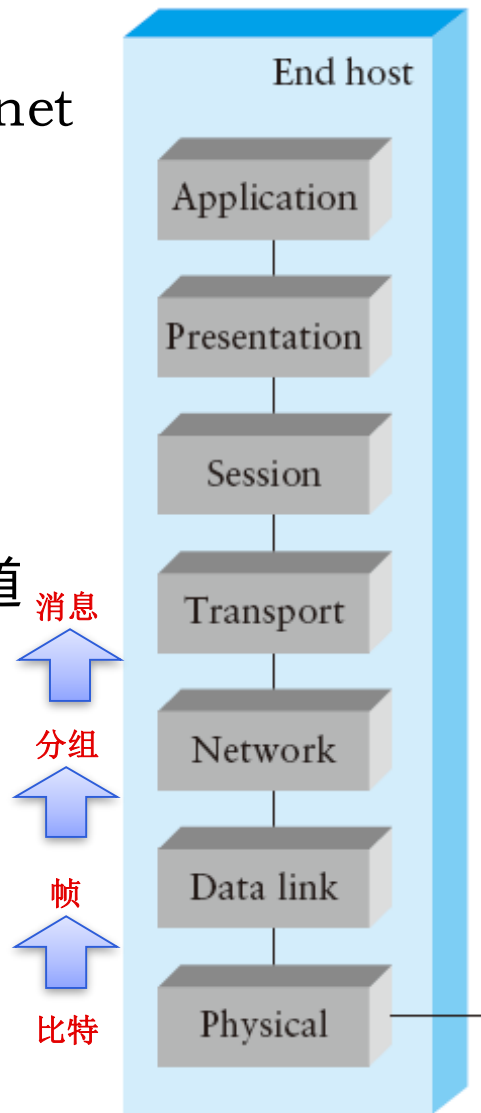 End host
net
Application
Presentation
Session
Transport
消息
Network
分组
Data link
帧
Physical
比特